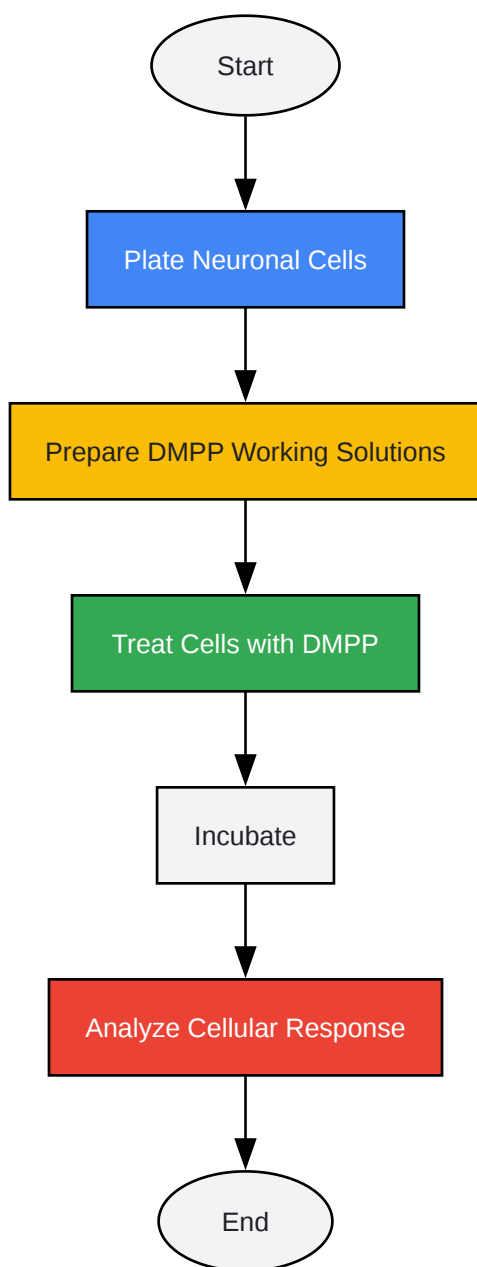 Start
Plate Neuronal Cells
Prepare DMPP Working Solutions
Treat Cells with DMPP
Incubate
Analyze Cellular Response
End